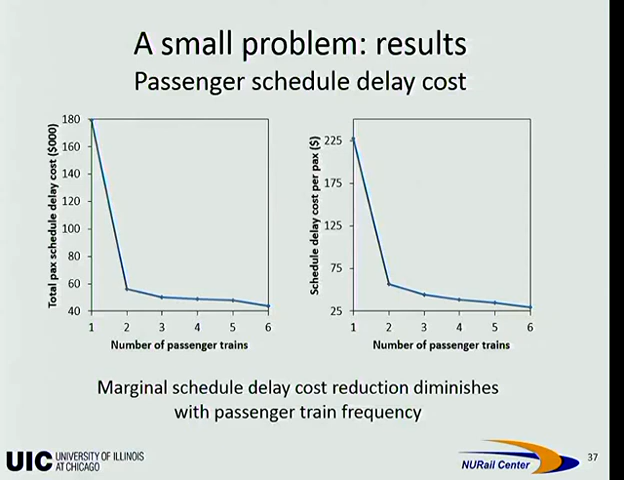 A small problem: results
Passenger schedule delay cost
Total pax schedule delay cost ($000)
180
160
140
120
100
80
60
40
1 2 3 4 5 6
Number of passenger trains
Schedule delay cost per pax ($)
225
175
125
75
25
1 2 3 4 5 6
Number of passenger trains
Marginal schedule delay cost reduction diminishes
with passenger train frequency
UIC UNIVERSITY OF ILLINOIS
AT CHICAGO
NURail Center
37